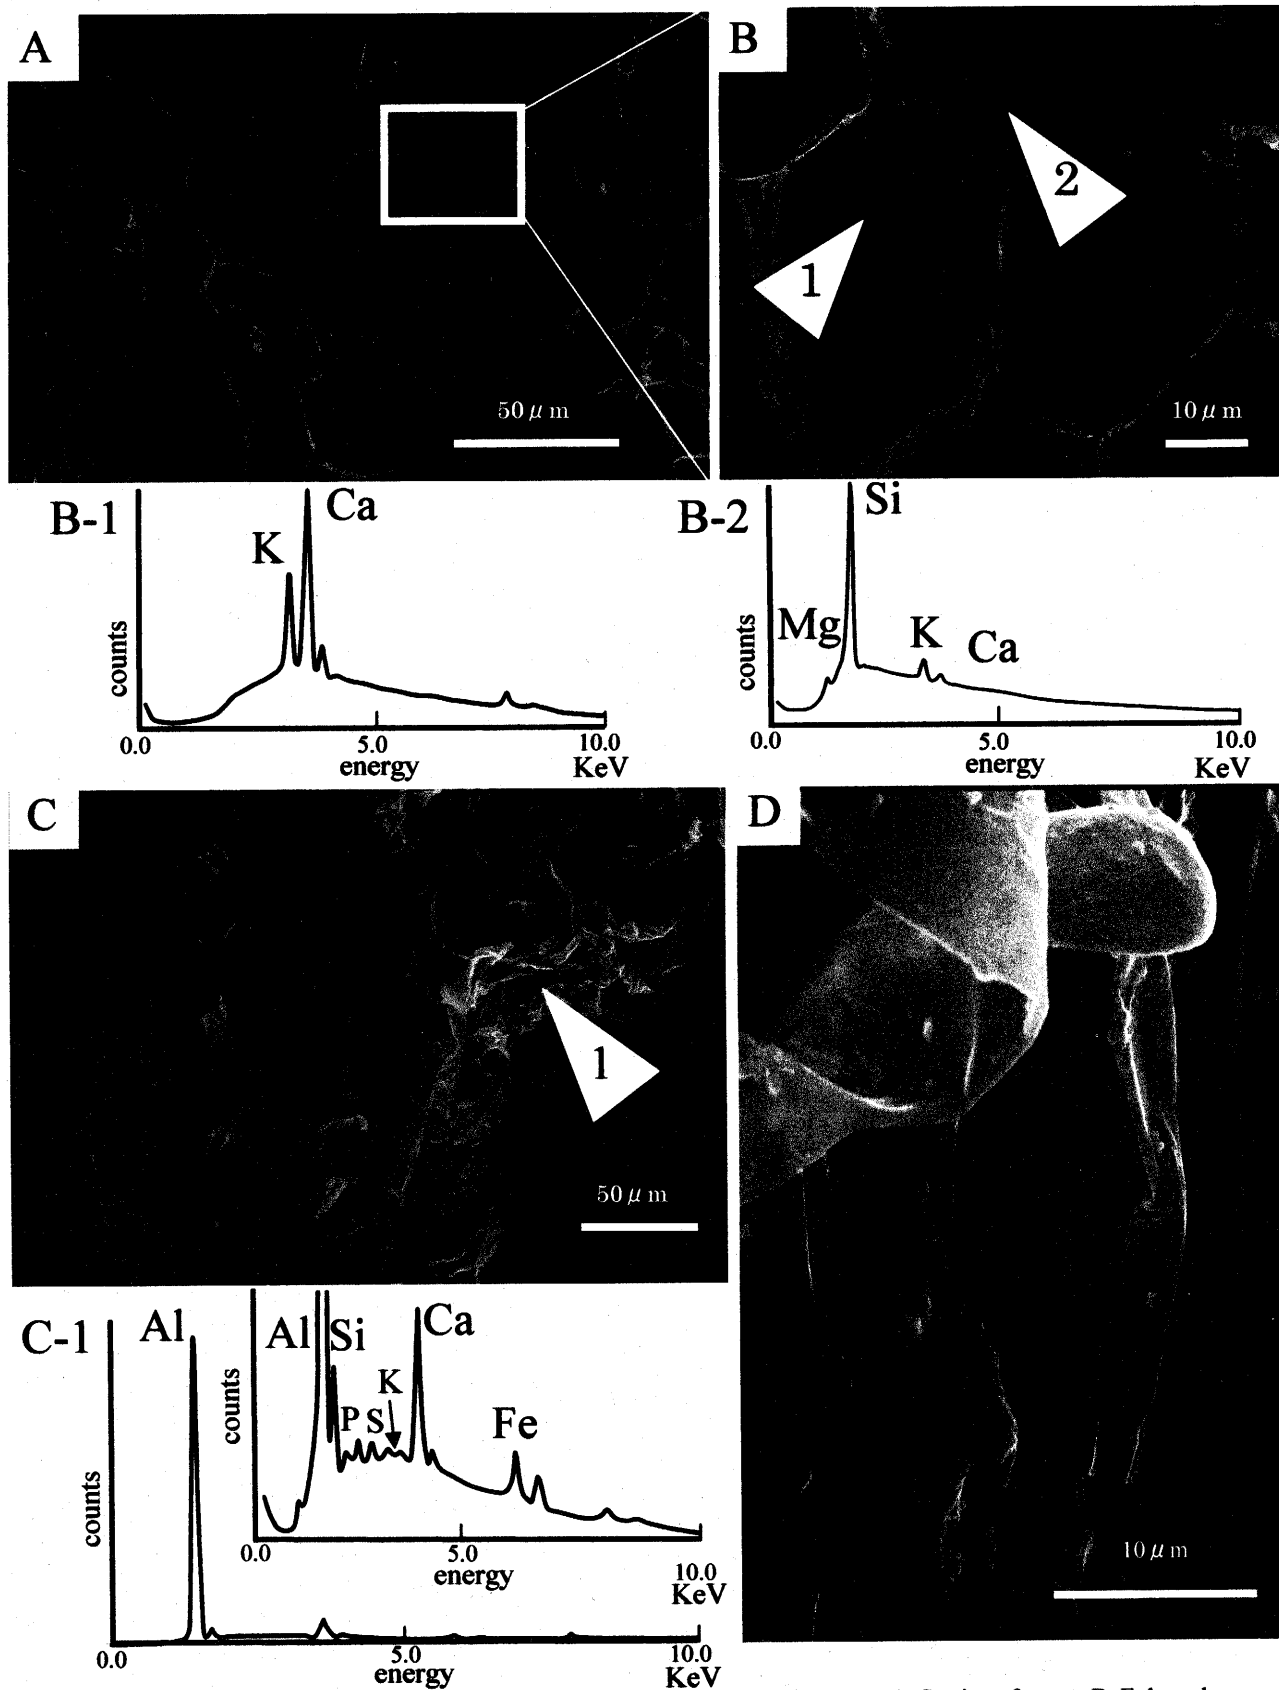 A
B
2
1
50 μ m
10 μ m
B-1
Ca
K
counts
0.0
5.0
10.0
energy
KeV
B-2
Si
Mg
K
Ca
counts
0.0
5.0
10.0
energy
KeV
C
1
50 μ m
D
10 μ m
C-1
Al
counts
Al Si
Ca
K
P S
Fe
counts
0.0
5.0
10.0
energy
KeV
0.0
5.0
10.0
energy
KeV